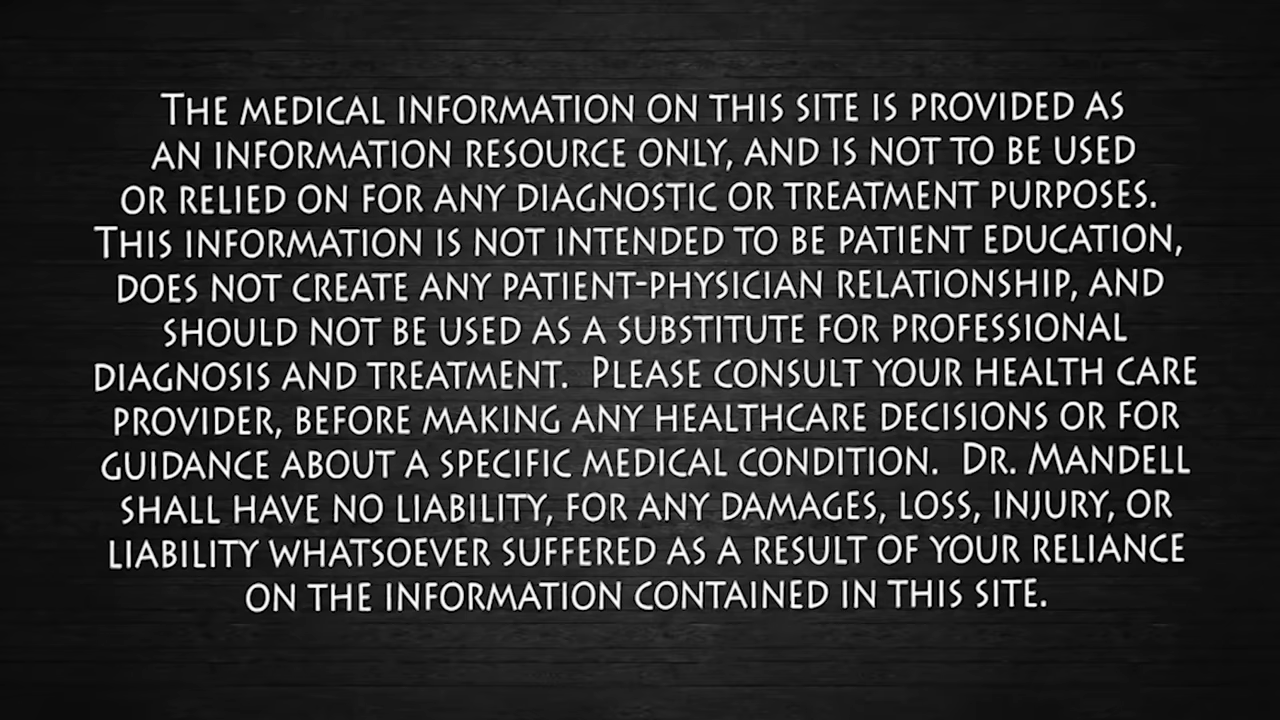 The medical information on this site is provided as
an information resource only, and is not to be used
or relied on for any diagnostic or treatment purposes.
This information is not intended to be patient education,
does not create any patient-physician relationship, and
should not be used as a substitute for professional
diagnosis and treatment.  Please consult your health care
provider, before making any healthcare decisions or for
guidance about a specific medical condition.  Dr. Mandell
shall have no liability, for any damages, loss, injury, or
liability whatsoever suffered as a result of your reliance
on the information contained in this site.